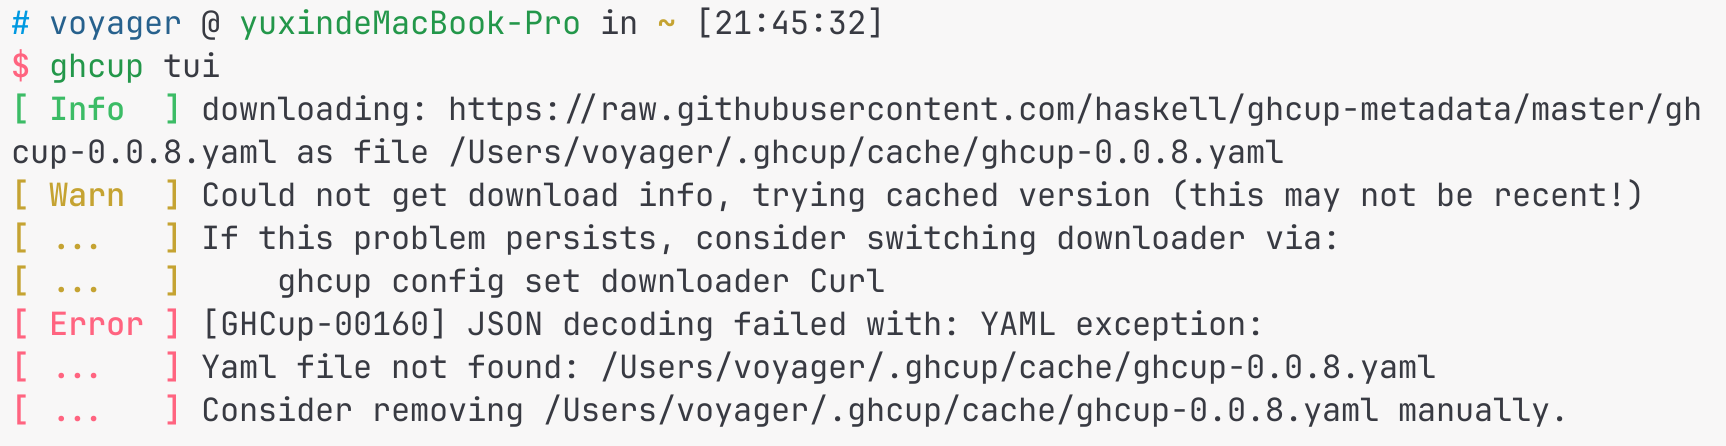 # voyager @ yuxindeMacBook-Pro in ~ [21:45:32]
$ ghcup tui
[ Info  ] downloading: https://raw.githubusercontent.com/haskell/ghcup-metadata/master/gh
cup-0.0.8.yaml as file /Users/voyager/.ghcup/cache/ghcup-0.0.8.yaml
[ Warn  ] Could not get download info, trying cached version (this may not be recent!)
[ ...   ] If this problem persists, consider switching downloader via:
[ ...   ]     ghcup config set downloader Curl
[ Error ] [GHCup-00160] JSON decoding failed with: YAML exception:
[ ...   ] Yaml file not found: /Users/voyager/.ghcup/cache/ghcup-0.0.8.yaml
[ ...   ] Consider removing /Users/voyager/.ghcup/cache/ghcup-0.0.8.yaml manually.